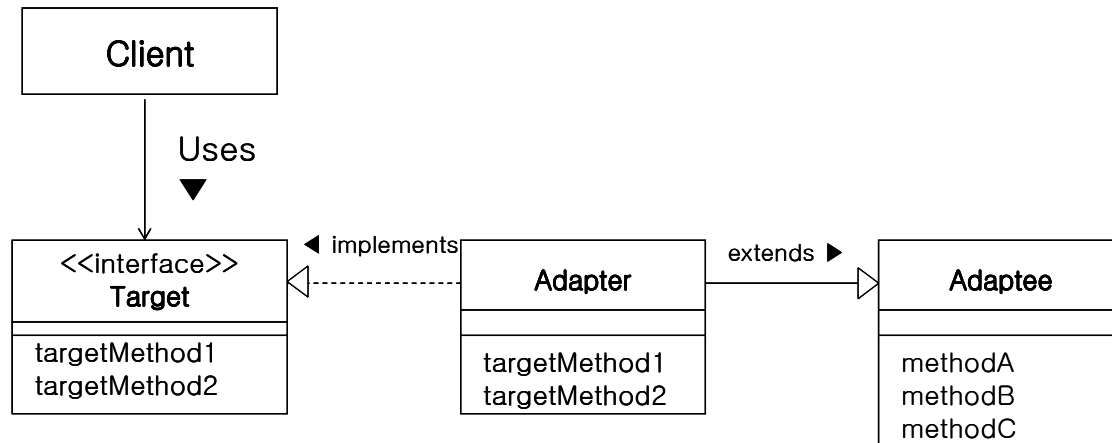 Client
Uses
▼
◀ implements
extends ▶
<<interface>>
Target
targetMethod1
targetMethod2
Adapter
targetMethod1
targetMethod2
Adaptee
methodA
methodB
methodC